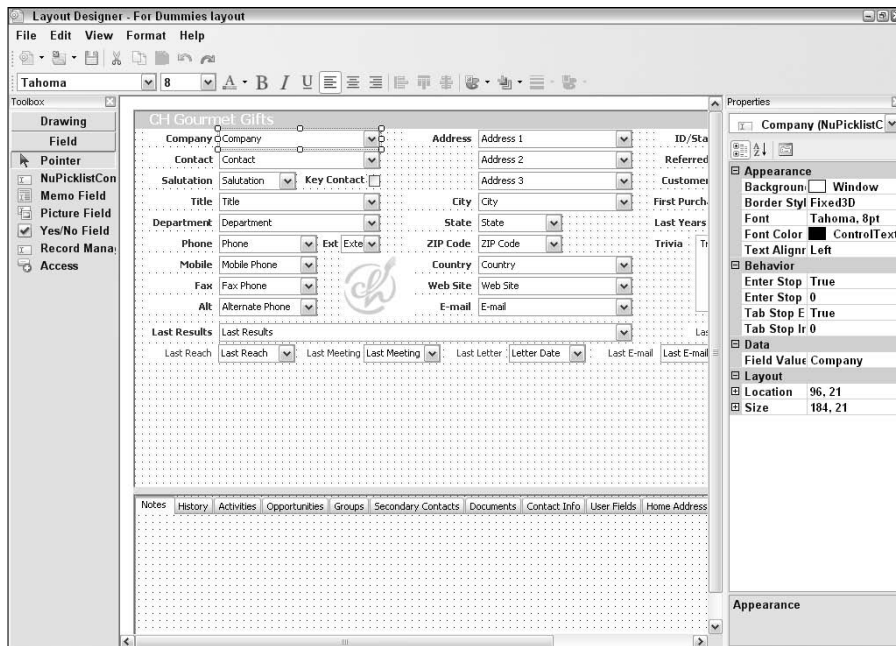 Layout Designer - For Dummies layout
File Edit View Format Help
Tahoma 8 A B I U
Toolbox
Drawing
Field
Pointer
NuPicklistCon
Memo Field
Picture Field
Yes/No Field
Record Mana
Access
CH Gourmet Gifts
Company Company Address Address 1 ID/Sta
Contact Contact Address 2 Referred
Salutation Salutation Key Contact Address 3 Customer
Title Title City City First Purch
Department Department State State Last Years
Phone Phone Ext Exte ZIP Code ZIP Code Trivia Tr
Mobile Mobile Phone Country Country
Fax Fax Phone Web Site Web Site
Alt Alternate Phone E-mail E-mail
ch
Last Results Last Results Las
Last Reach Last Reach Last Meeting Last Meeting Last Letter Letter Date Last E-mail Last E-mail
Notes History Activities Opportunities Groups Secondary Contacts Documents Contact Info User Fields Home Address
Properties
Company (NuPicklistC
Appearance
Backgroun Window
Border Styl Fixed3D
Font Tahoma, 8pt
Font Color ControlText
Text Alignr Left
Behavior
Enter Stop True
Enter Stop 0
Tab Stop E True
Tab Stop Ir 0
Data
Field Value Company
Layout
Location 96, 21
Size 184, 21
Appearance